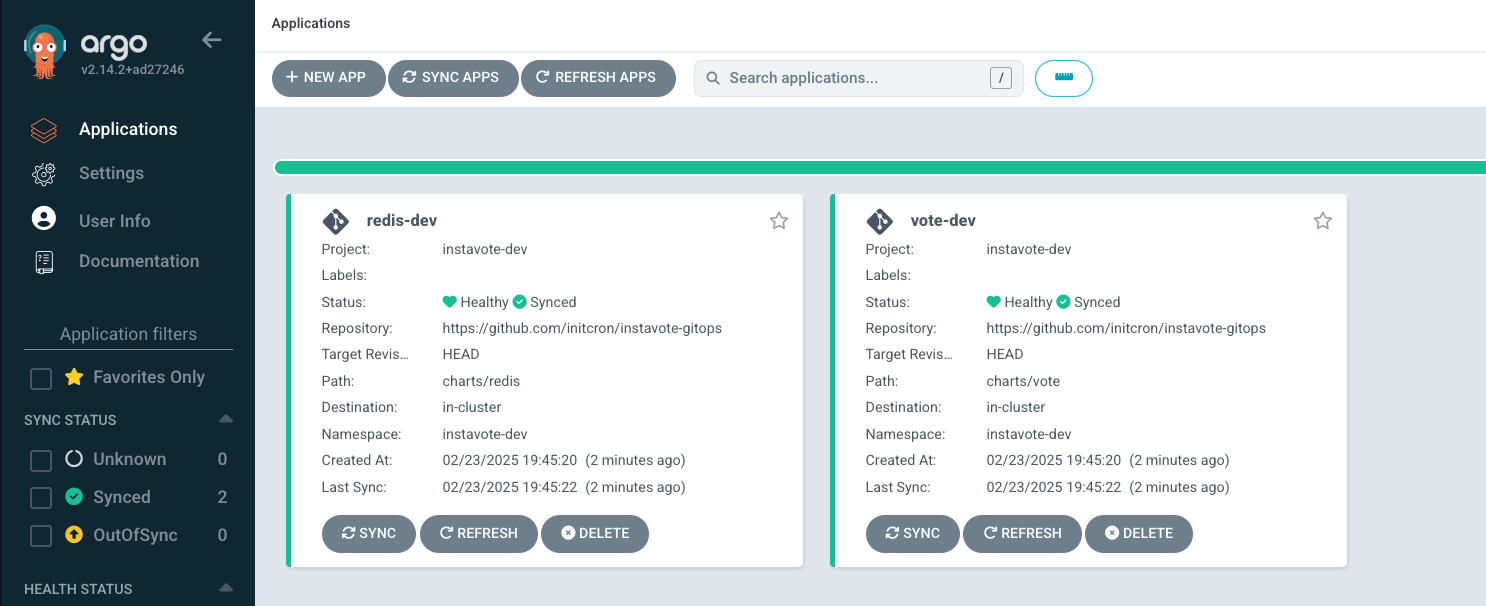 argo
v2.14.2+ad27246
Applications
Settings
User Info
Documentation
Application filters
Favorites Only
SYNC STATUS
Unknown 0
Synced 2
OutOfSync 0
HEALTH STATUS
Applications
NEW APP SYNC APPS REFRESH APPS Search applications... /
redis-dev
Project: instavote-dev
Labels:
Status: Healthy Synced
Repository: https://github.com/initcron/instavote-gitops
Target Revis... HEAD
Path: charts/redis
Destination: in-cluster
Namespace: instavote-dev
Created At: 02/23/2025 19:45:20 (2 minutes ago)
Last Sync: 02/23/2025 19:45:22 (2 minutes ago)
SYNC REFRESH DELETE
vote-dev
Project: instavote-dev
Labels:
Status: Healthy Synced
Repository: https://github.com/initcron/instavote-gitops
Target Revis... HEAD
Path: charts/vote
Destination: in-cluster
Namespace: instavote-dev
Created At: 02/23/2025 19:45:20 (2 minutes ago)
Last Sync: 02/23/2025 19:45:22 (2 minutes ago)
SYNC REFRESH DELETE